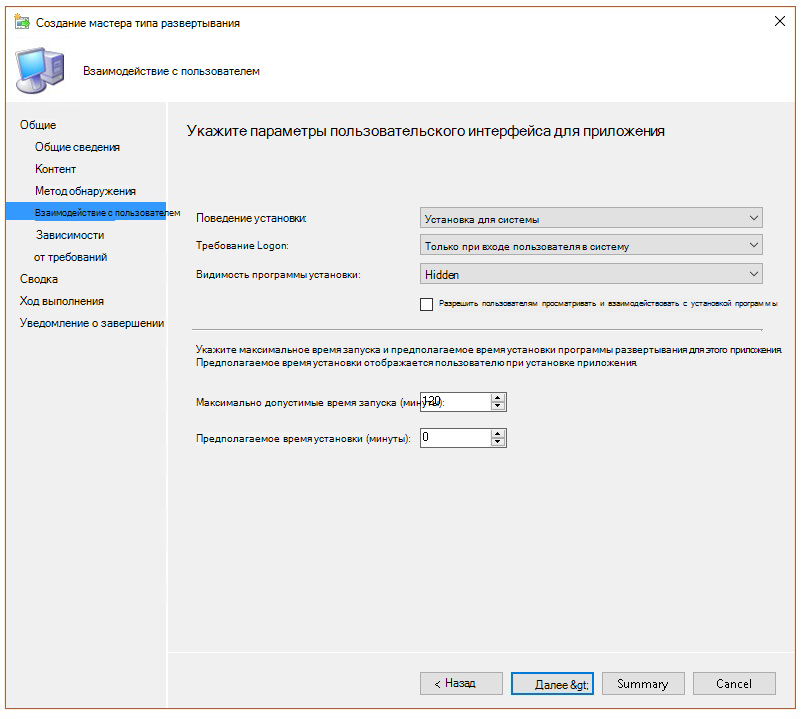 Создание мастера типа развертывания
Взаимодействие с пользователем
Общие
Общие сведения
Контент
Метод обнаружения
Взаимодействие с пользователем
Зависимости
от требований
Сводка
Ход выполнения
Уведомление о завершении
Укажите параметры пользовательского интерфейса для приложения
Поведение установки: Установка для системы
Требование Logon: Только при входе пользователя в систему
Видимость программы установки: Hidden
Разрешить пользователям просматривать и взаимодействовать с установкой программы
Укажите максимальное время запуска и предполагаемое время установки программы развертывания для этого приложения.
Предполагаемое время установки отображается пользователю при установке приложения.
Максимально допустимые время запуска (минуты): 120
Предполагаемое время установки (минуты): 0
< Назад Далее &gt; Summary Cancel